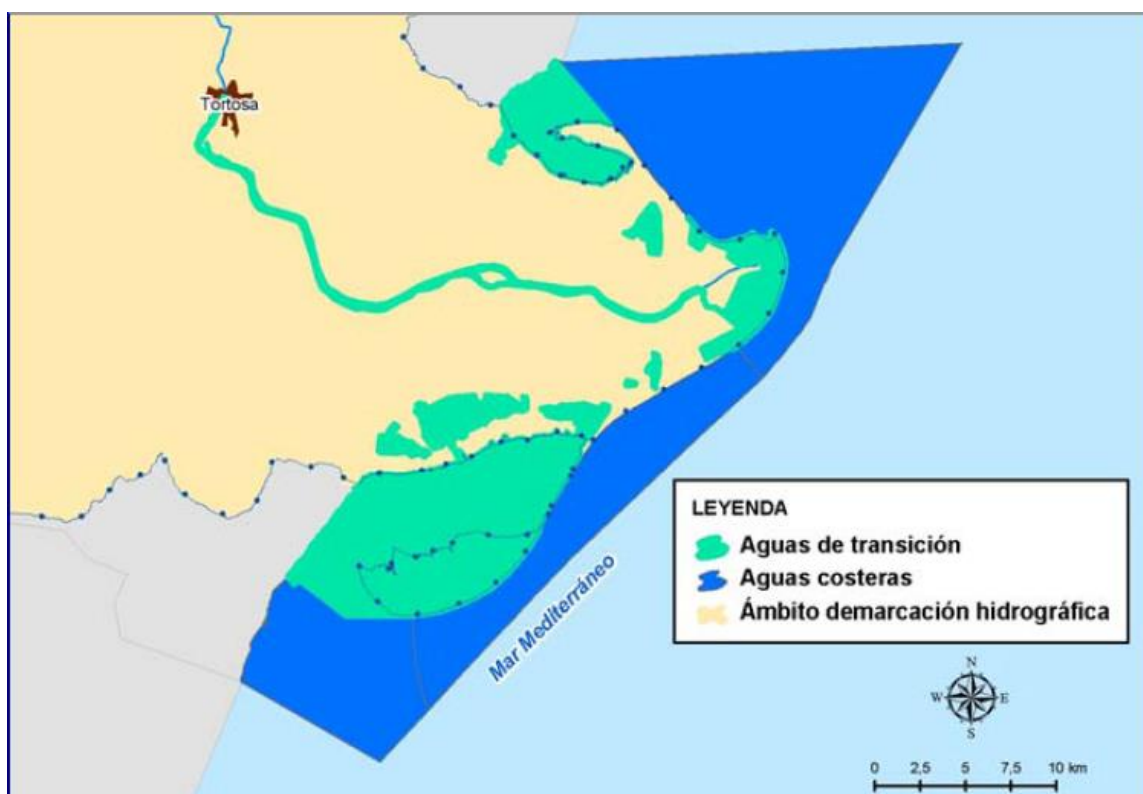 Tortosa
LEYENDA
Aguas de transición
Aguas costeras
Ámbito demarcación hidrográfica
Mar Mediterráneo
N
W E
S
0 2,5 5 7,5 10 km